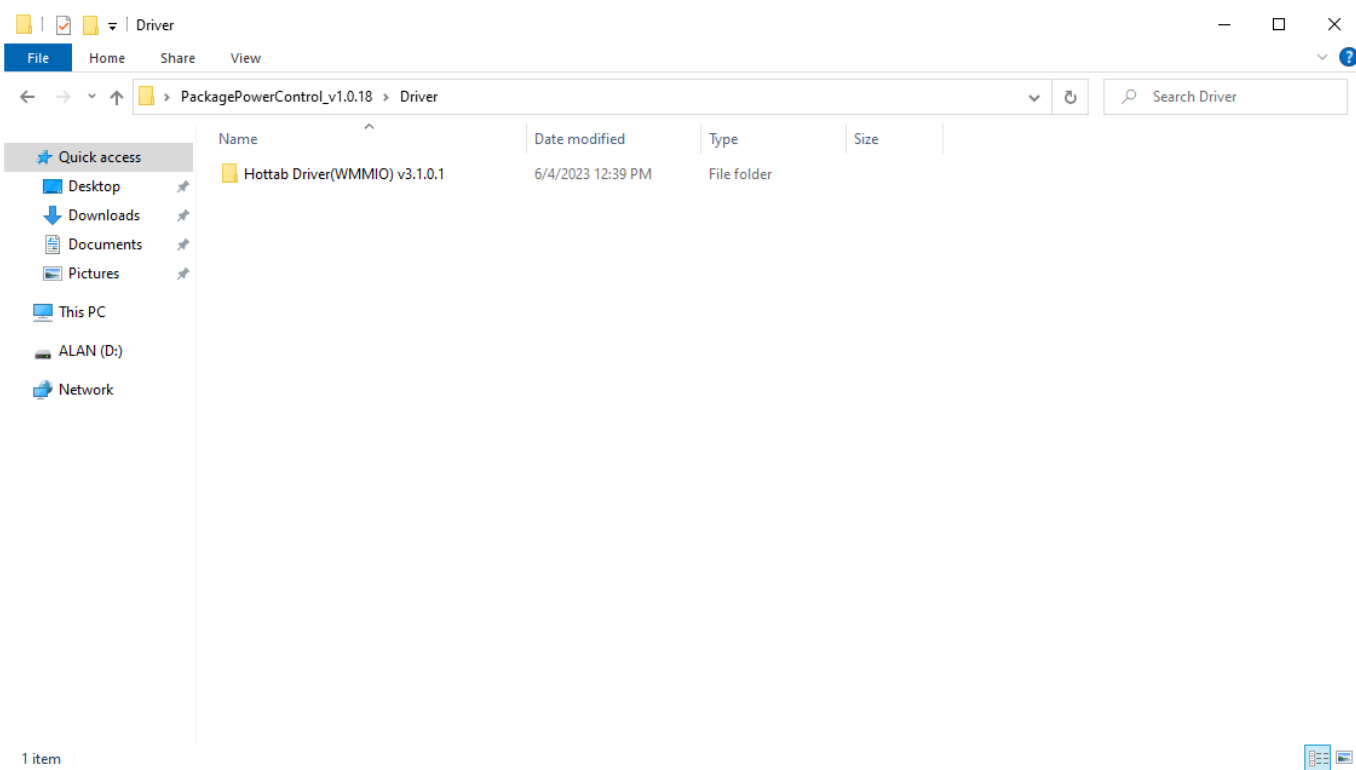 Driver
File Home Share View
?
PackagePowerControl_v1.0.18 > Driver
Search Driver
Name Date modified Type Size
Quick access
Desktop
Downloads
Documents
Pictures
This PC
ALAN (D:)
Network
Hottab Driver(WMMIO) v3.1.0.1 6/4/2023 12:39 PM File folder
1 item